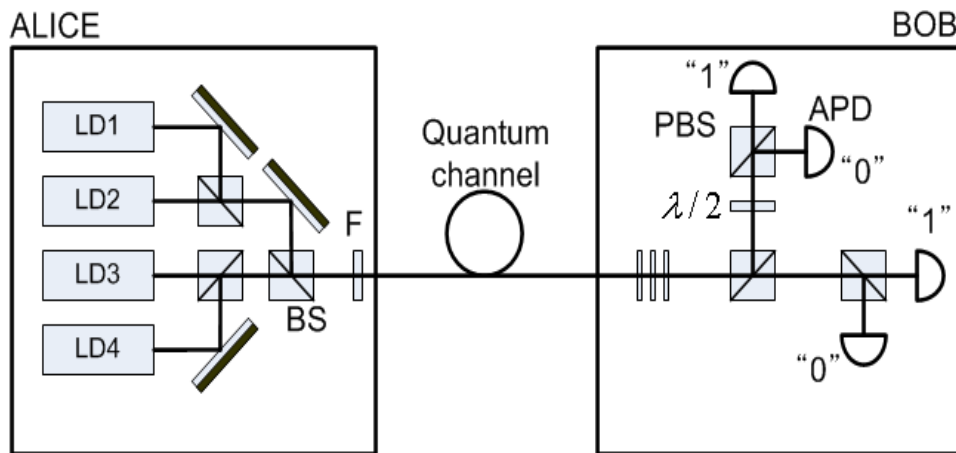 ALICE
LD1
LD2
LD3
LD4
BS
F
Quantum
channel
BOB
"1"
PBS
APD
"0"
λ/2
"1"
"0"